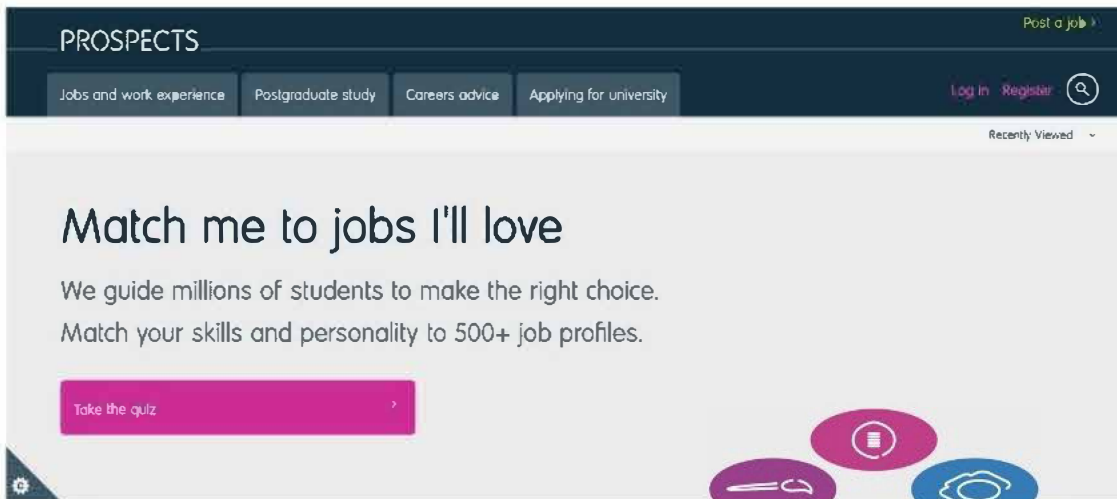 Post a job ›
PROSPECTS
Jobs and work experience Postgraduate study Careers advice Applying for university Log in Register
Recently Viewed
Match me to jobs I'll love
We guide millions of students to make the right choice.
Match your skills and personality to 500+ job profiles.
Take the quiz ›